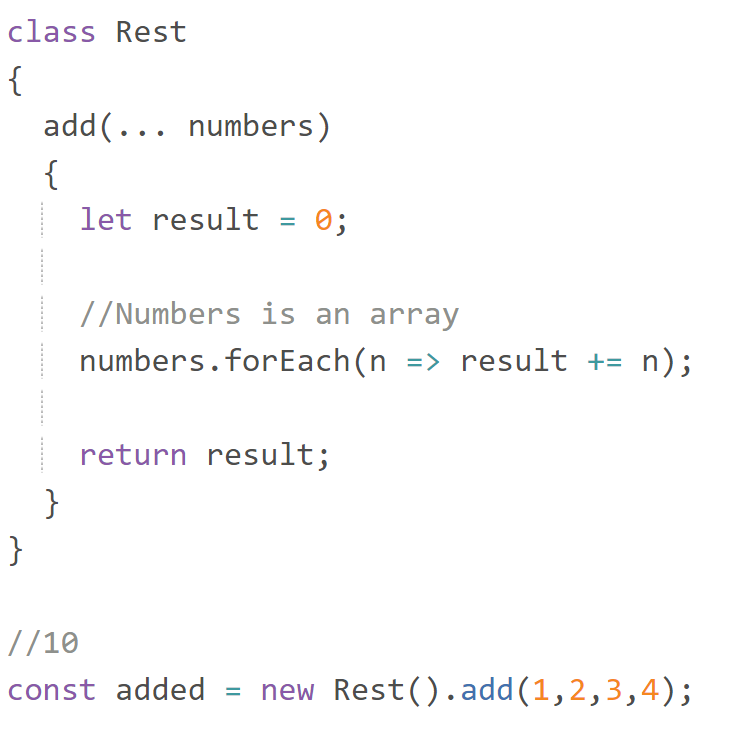 class Rest
{
  add(... numbers)
  {
    let result = 0;

    //Numbers is an array
    numbers.forEach(n => result += n);

    return result;
  }
}

//10
const added = new Rest().add(1,2,3,4);